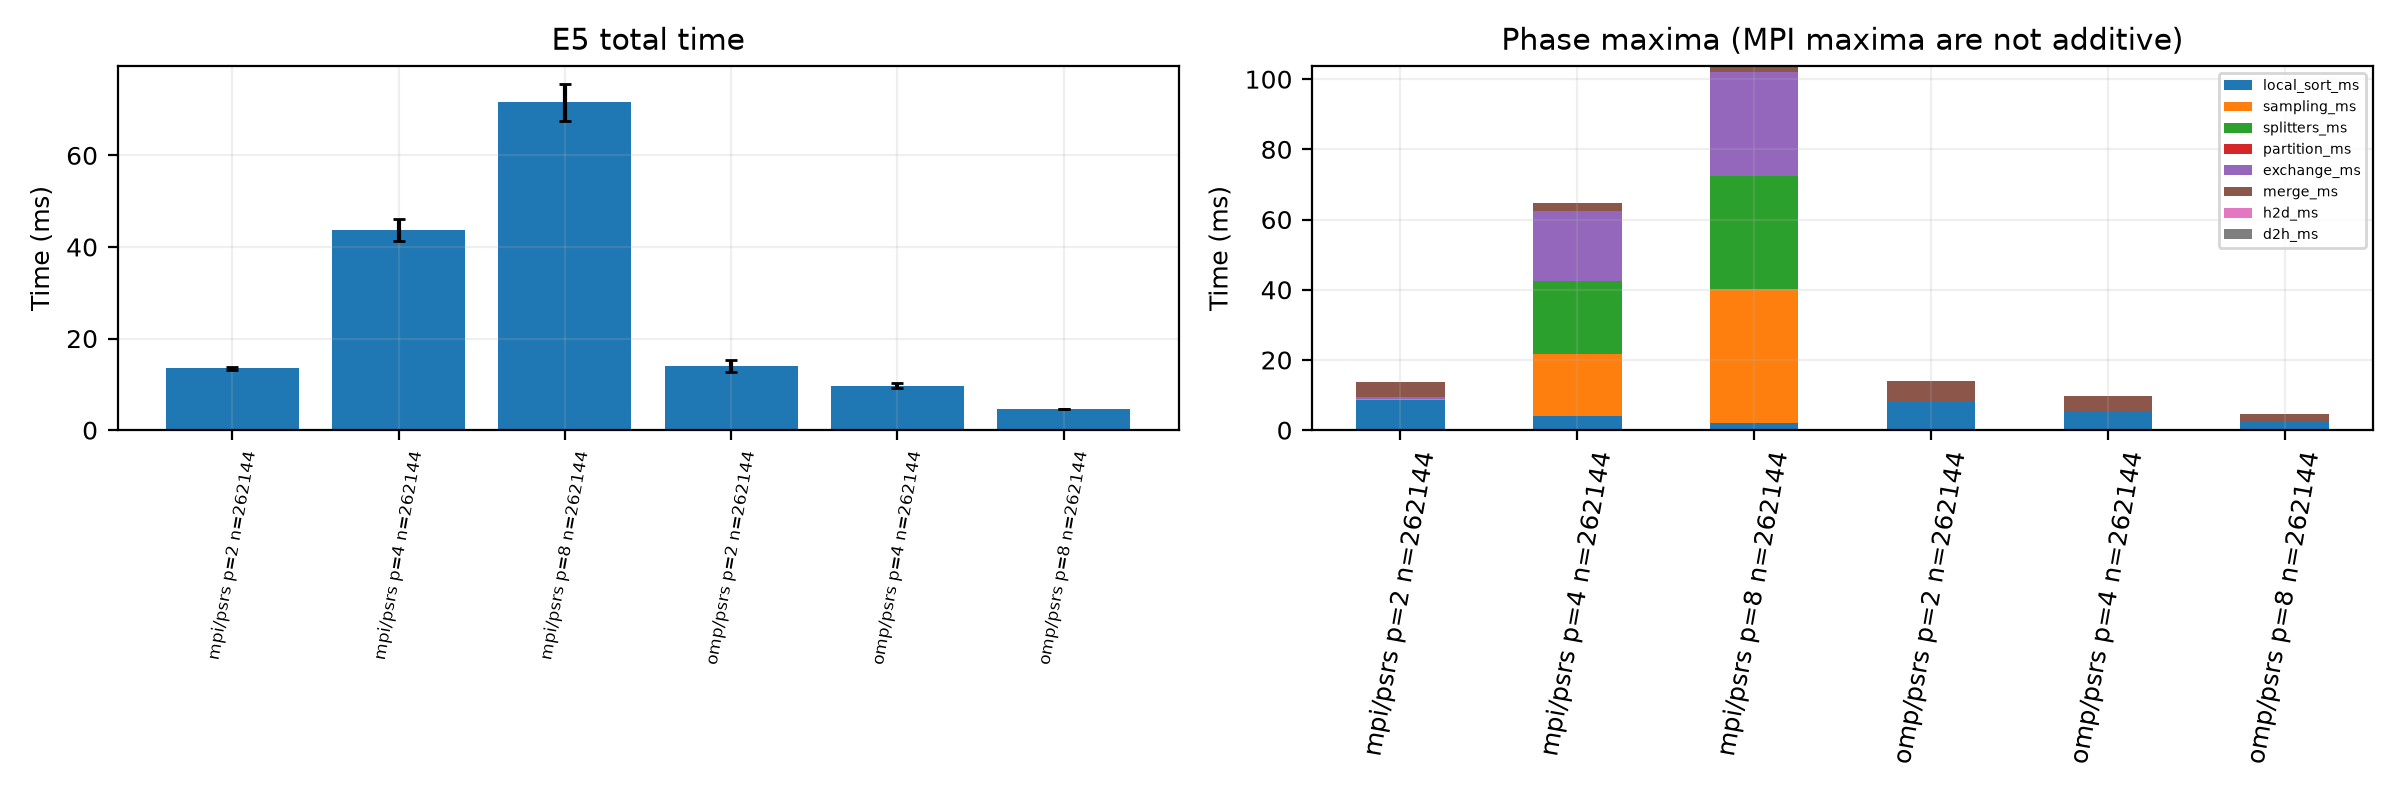 E5 total time
Time (ms)
60
40
20
0
mpi/psrs p=2 n=262144
mpi/psrs p=4 n=262144
mpi/psrs p=8 n=262144
omp/psrs p=2 n=262144
omp/psrs p=4 n=262144
omp/psrs p=8 n=262144
Phase maxima (MPI maxima are not additive)
Time (ms)
100
80
60
40
20
0
local_sort_ms
sampling_ms
splitters_ms
partition_ms
exchange_ms
merge_ms
h2d_ms
d2h_ms
mpi/psrs p=2 n=262144
mpi/psrs p=4 n=262144
mpi/psrs p=8 n=262144
omp/psrs p=2 n=262144
omp/psrs p=4 n=262144
omp/psrs p=8 n=262144